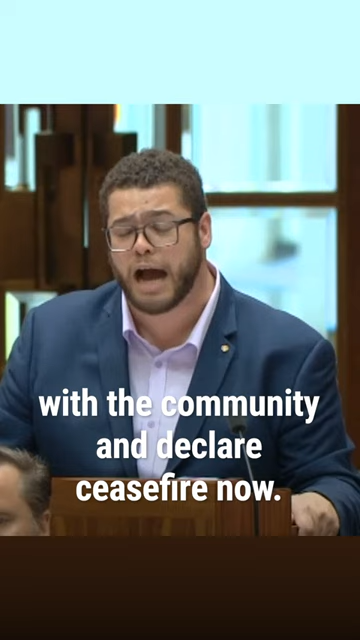 with the community
and declare
ceasefire now.